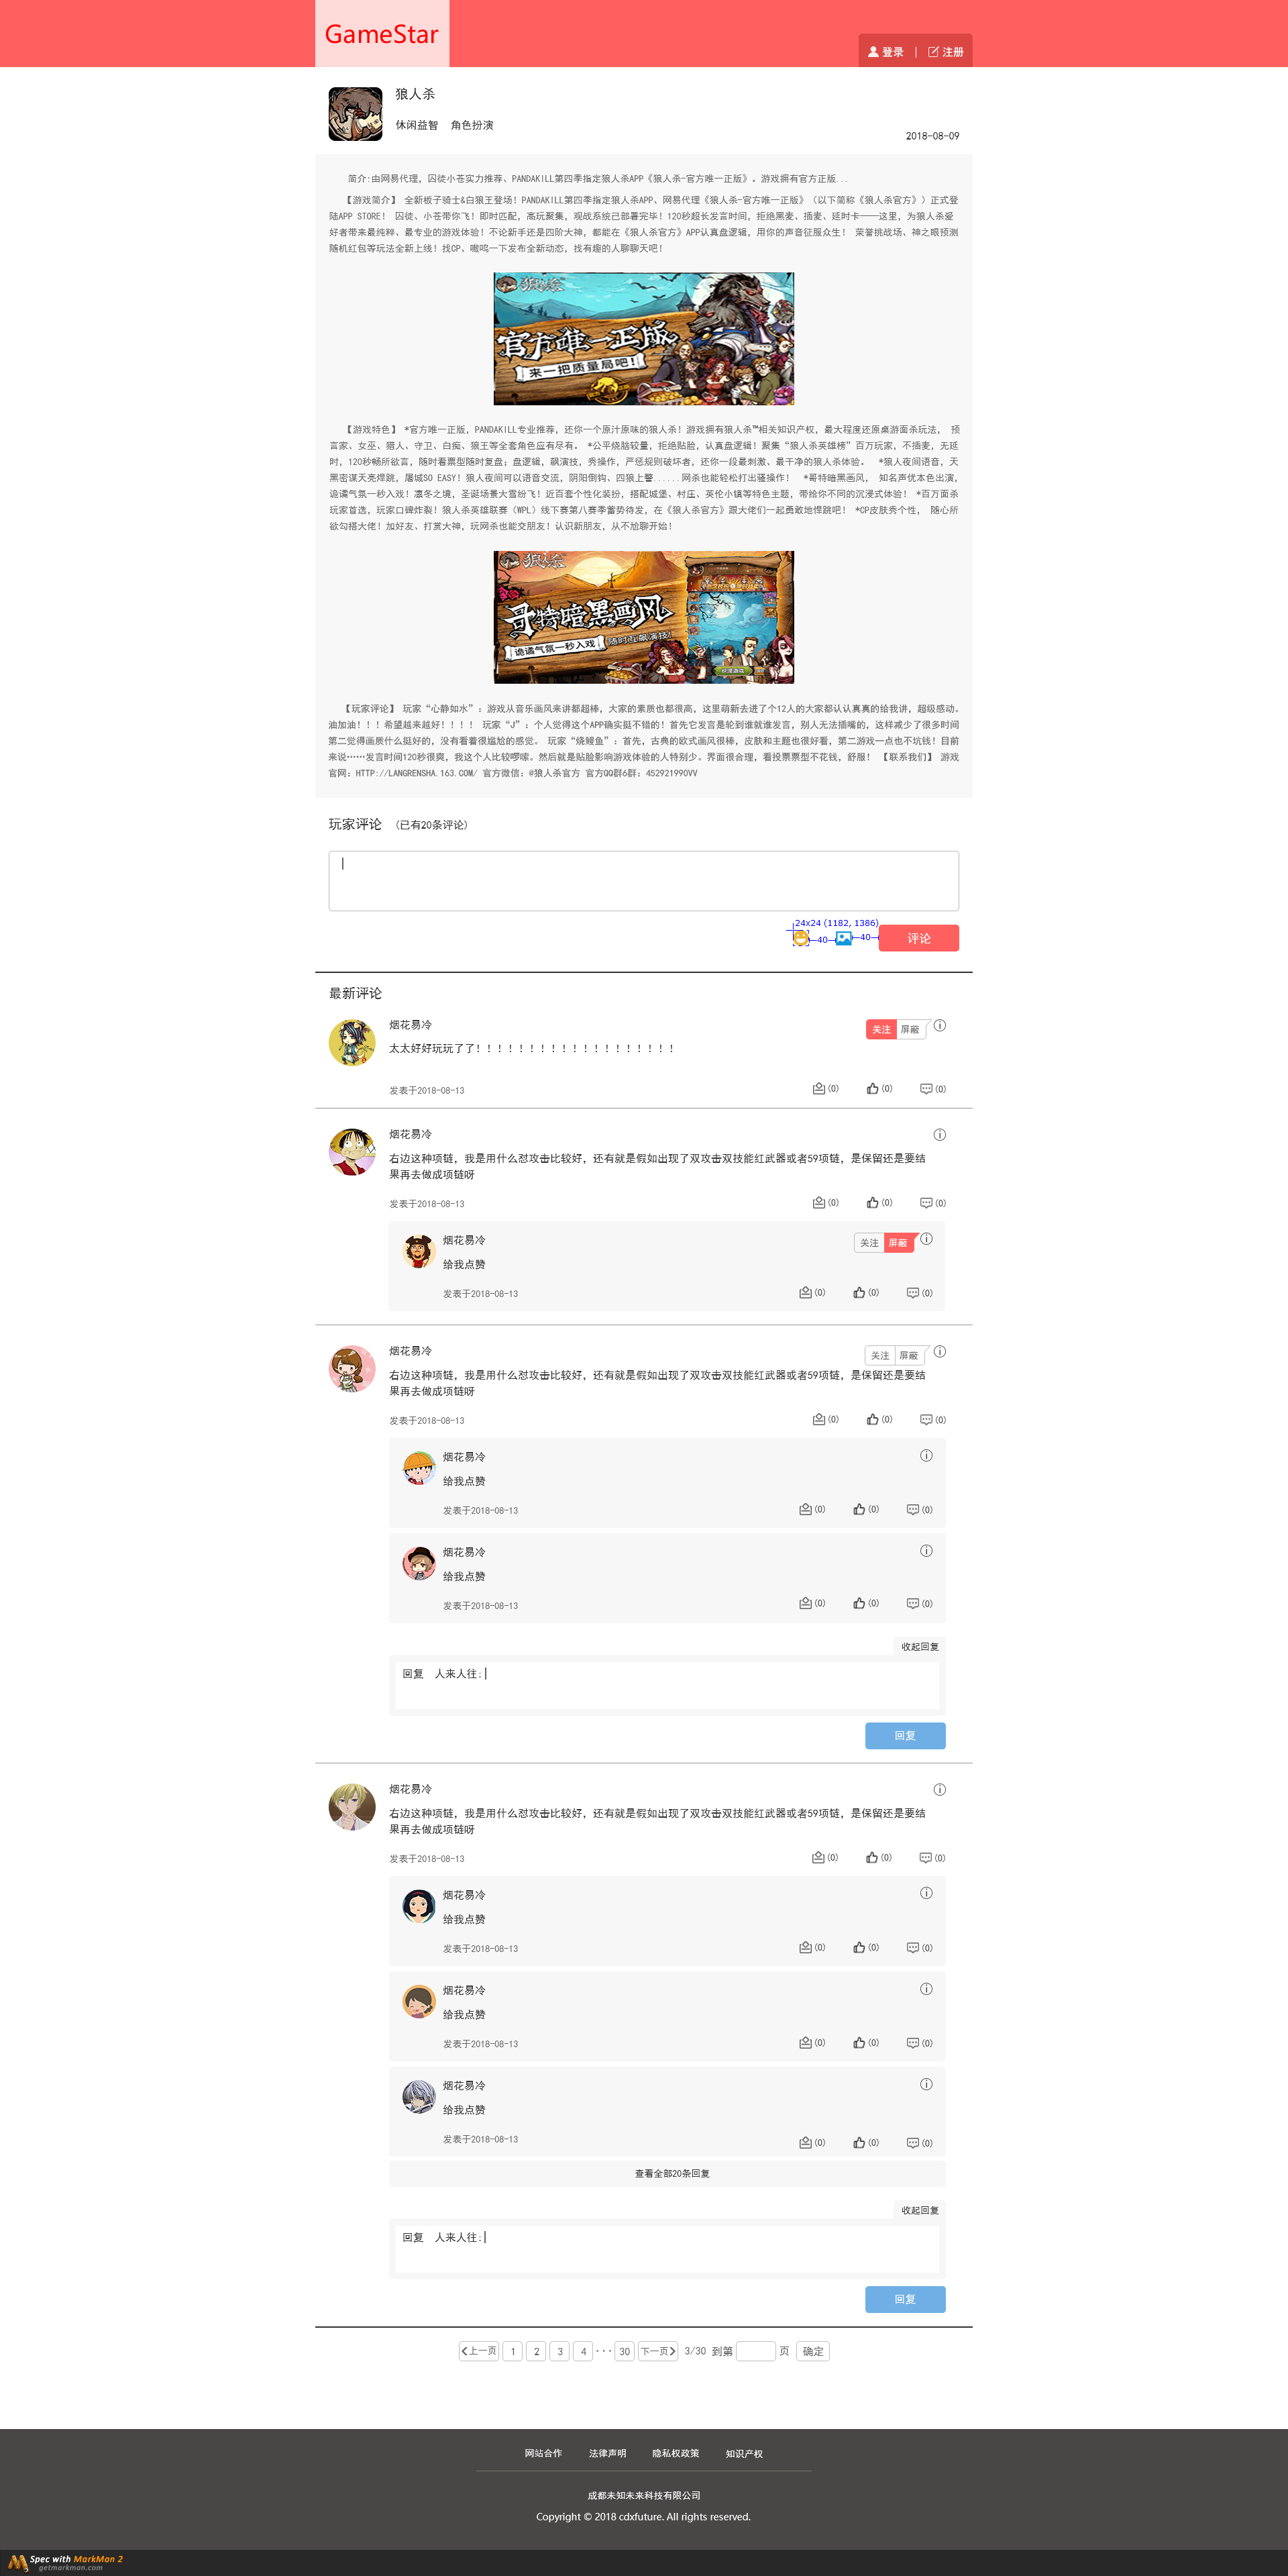 GameStar
登录 | 注册
狼人杀
休闲益智 角色扮演
2018-08-09
简介:由网易代理，囚徒小苍实力推荐、PANDAKILL第四季指定狼人杀APP《狼人杀-官方唯一正版》。游戏拥有官方正版...
【游戏简介】 全新板子骑士&白狼王登场！PANDAKILL第四季指定狼人杀APP、网易代理《狼人杀-官方唯一正版》（以下简称《狼人杀官方》）正式登
陆APP STORE！ 囚徒、小苍带你飞！即时匹配，高玩聚集，观战系统已部署完毕！120秒超长发言时间，拒绝黑麦、插麦、延时卡——这里，为狼人杀爱
好者带来最纯粹、最专业的游戏体验！不论新手还是四阶大神，都能在《狼人杀官方》APP认真盘逻辑，用你的声音征服众生！ 荣誉挑战场、神之眼预测
随机红包等玩法全新上线！找CP、嗷呜一下发布全新动态，找有趣的人聊聊天吧！
狼人杀
官方唯一正版
来一把质量局吧！
【游戏特色】 *官方唯一正版，PANDAKILL专业推荐，还你一个原汁原味的狼人杀！游戏拥有狼人杀™相关知识产权，最大程度还原桌游面杀玩法， 预
言家、女巫、猎人、守卫、白痴、狼王等全套角色应有尽有。 *公平烧脑较量，拒绝贴脸，认真盘逻辑！聚集“狼人杀英雄榜”百万玩家，不插麦，无延
时，120秒畅所欲言，随时看票型随时复盘；盘逻辑，飙演技，秀操作，严惩规则破坏者，还你一段最刺激、最干净的狼人杀体验。 *狼人夜间语音，天
黑密谋天亮焊跳，屠城SO EASY！狼人夜间可以语音交流，阴阳倒钩、四狼上警......网杀也能轻松打出骚操作！ *哥特暗黑画风， 知名声优本色出演，
诡谲气氛一秒入戏！凛冬之境，圣诞场景大雪纷飞！近百套个性化装扮，搭配城堡、村庄、英伦小镇等特色主题，带给你不同的沉浸式体验！ *百万面杀
玩家首选，玩家口碑炸裂！狼人杀英雄联赛（WPL）线下赛第八赛季蓄势待发，在《狼人杀官方》跟大佬们一起勇敢地悍跳吧！ *CP皮肤秀个性， 随心所
欲勾搭大佬！加好友、打赏大神，玩网杀也能交朋友！认识新朋友，从不尬聊开始！
狼人杀
哥特暗黑画风
诡谲气氛一秒入戏 随时互飙演技！
【玩家评论】 玩家“心静如水”：游戏从音乐画风来讲都超棒，大家的素质也都很高，这里萌新去进了个12人的大家都认认真真的给我讲，超级感动。
油加油！！！希望越来越好！！！！ 玩家“J”：个人觉得这个APP确实挺不错的！首先它发言是轮到谁就谁发言，别人无法插嘴的，这样减少了很多时间
第二觉得画质什么挺好的，没有看着很尴尬的感觉。 玩家“烧鲤鱼”：首先，古典的欧式画风很棒，皮肤和主题也很好看，第二游戏一点也不坑钱！目前
来说……发言时间120秒很爽，我这个人比较啰嗦。然后就是贴脸影响游戏体验的人特别少。界面很合理，看投票票型不花钱，舒服！ 【联系我们】 游戏
官网：HTTP://LANGRENSHA.163.COM/ 官方微信：@狼人杀官方 官方QQ群6群：452921990VV
玩家评论 （已有20条评论）
24x24 (1182, 1386)
40 40
评论
最新评论
烟花易冷
关注 屏蔽
太太好好玩玩了了！！！！！！！！！！！！！！！！！！！
发表于2018-08-13 (0) (0) (0)
烟花易冷
右边这种项链，我是用什么怼攻击比较好，还有就是假如出现了双攻击双技能红武器或者59项链，是保留还是要结
果再去做成项链呀
发表于2018-08-13 (0) (0) (0)
烟花易冷
关注 屏蔽
给我点赞
发表于2018-08-13 (0) (0) (0)
烟花易冷
关注 屏蔽
右边这种项链，我是用什么怼攻击比较好，还有就是假如出现了双攻击双技能红武器或者59项链，是保留还是要结
果再去做成项链呀
发表于2018-08-13 (0) (0) (0)
烟花易冷
给我点赞
发表于2018-08-13 (0) (0) (0)
烟花易冷
给我点赞
发表于2018-08-13 (0) (0) (0)
收起回复
回复 人来人往:
回复
烟花易冷
右边这种项链，我是用什么怼攻击比较好，还有就是假如出现了双攻击双技能红武器或者59项链，是保留还是要结
果再去做成项链呀
发表于2018-08-13 (0) (0) (0)
烟花易冷
给我点赞
发表于2018-08-13 (0) (0) (0)
烟花易冷
给我点赞
发表于2018-08-13 (0) (0) (0)
烟花易冷
给我点赞
发表于2018-08-13 (0) (0) (0)
查看全部20条回复
收起回复
回复 人来人往:
回复
上一页 1 2 3 4 ··· 30 下一页 3/30 到第 页 确定
网站合作 法律声明 隐私权政策 知识产权
成都未知未来科技有限公司
Copyright © 2018 cdxfuture. All rights reserved.
Spec with MarkMan 2
getmarkman.com